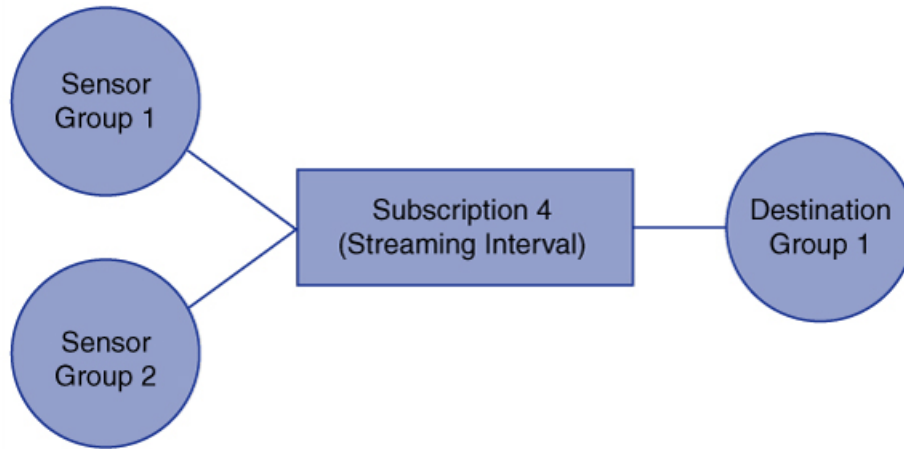 Sensor
Group 1
Subscription 4
(Streaming Interval)
Destination
Group 1
Sensor
Group 2